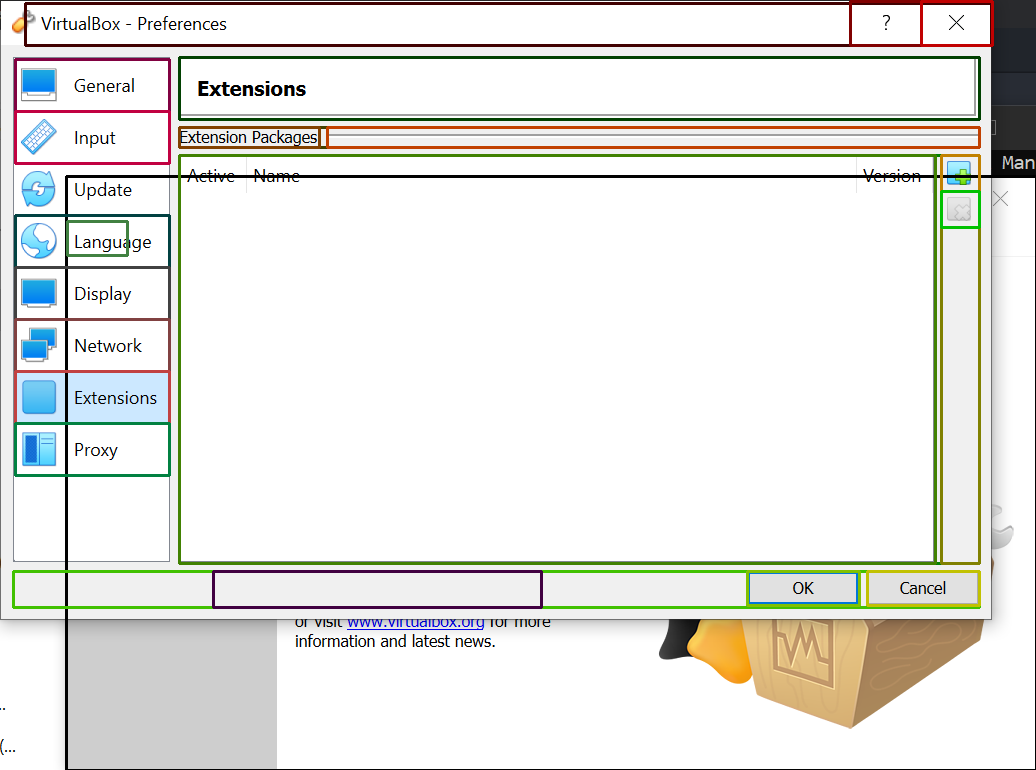 VirtualBox - Preferences
?
General
Extensions
Input
Extension Packages
Man
Active Name Version
Update
Language
Display
Network
Extensions
Proxy
OK Cancel
or visit www.virtualbox.org for more
information and latest news.
..
(...